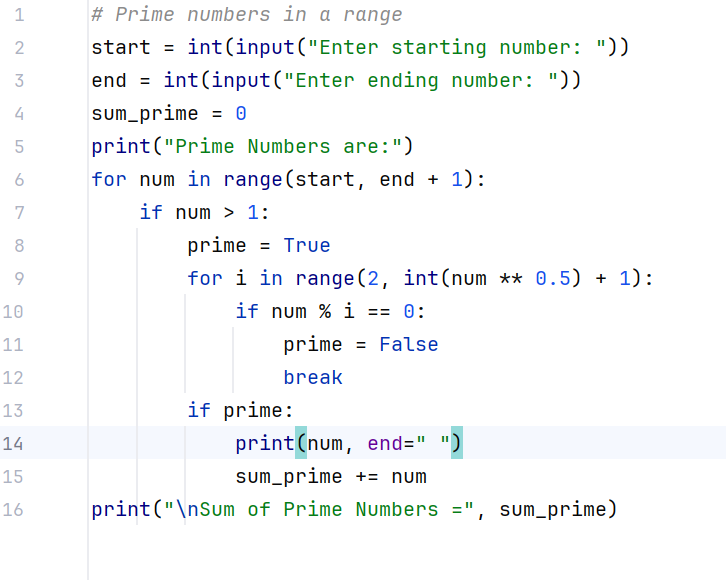 1 # Prime numbers in a range
2 start = int(input("Enter starting number: "))
3 end = int(input("Enter ending number: "))
4 sum_prime = 0
5 print("Prime Numbers are:")
6 for num in range(start, end + 1):
7     if num > 1:
8         prime = True
9         for i in range(2, int(num ** 0.5) + 1):
10             if num % i == 0:
11                 prime = False
12                 break
13         if prime:
14             print(num, end=" ")
15             sum_prime += num
16 print("\nSum of Prime Numbers =", sum_prime)